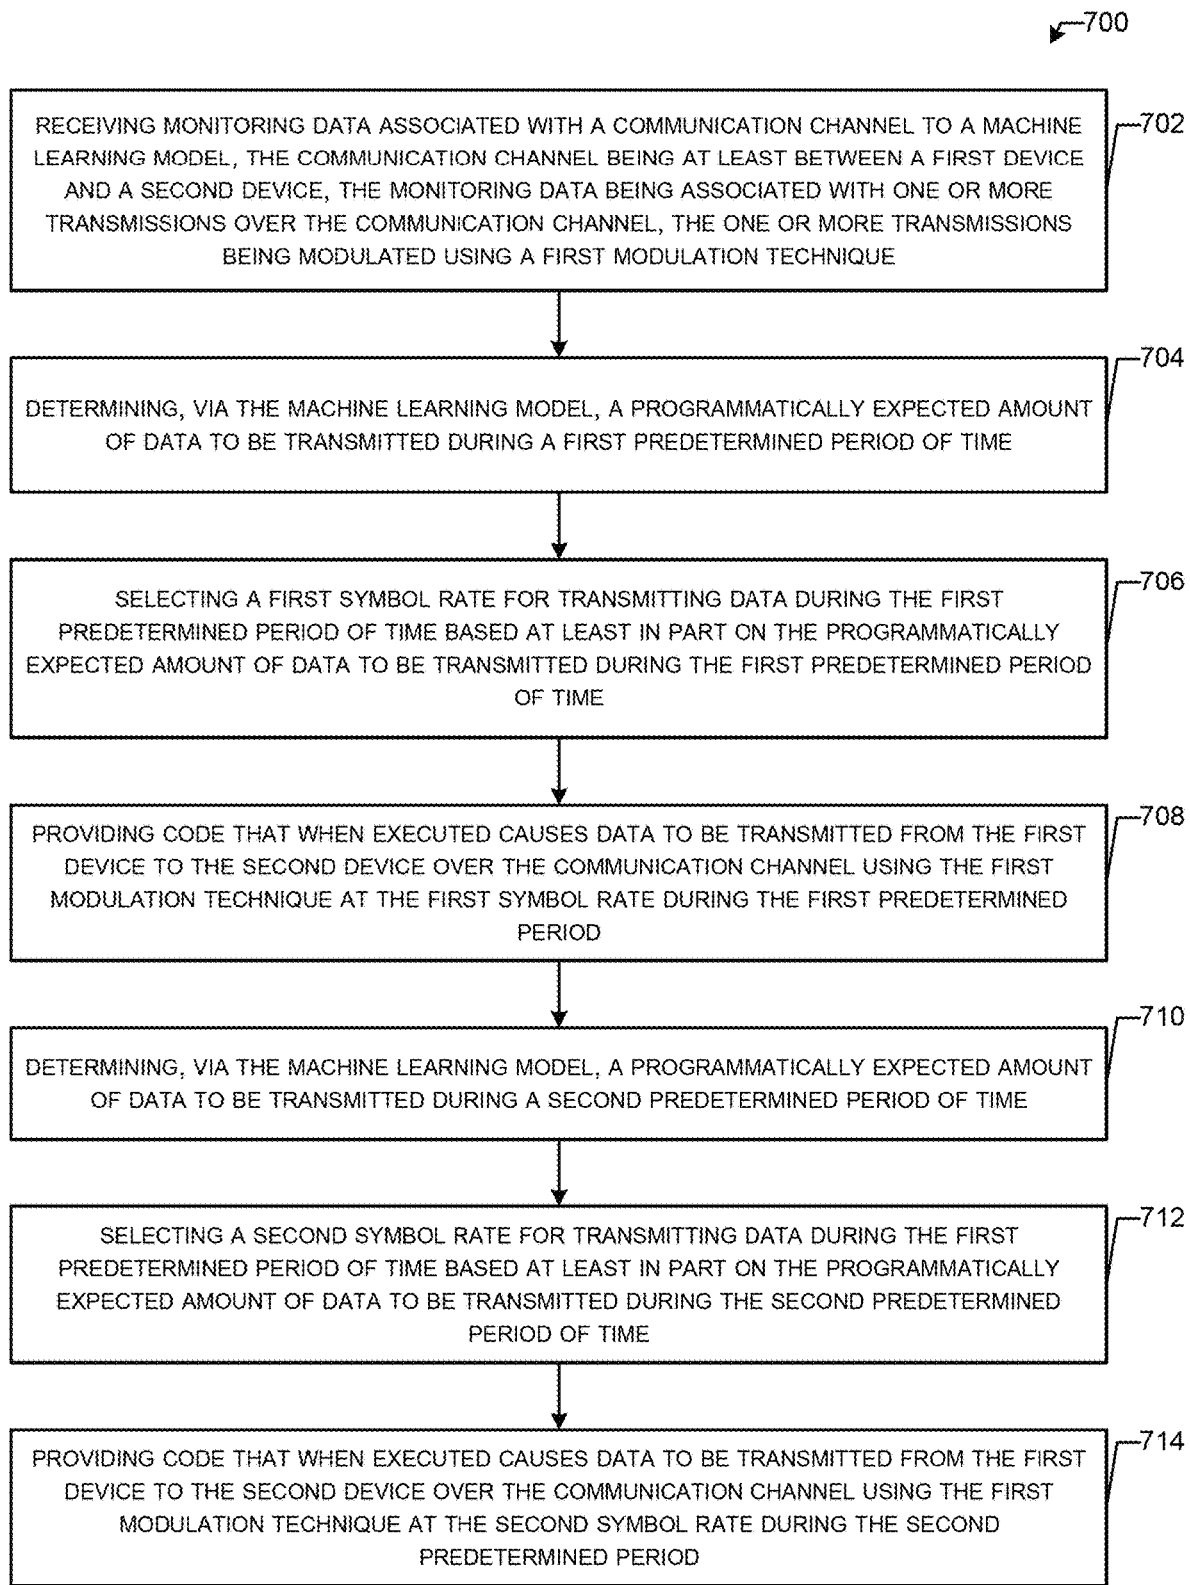 700
RECEIVING MONITORING DATA ASSOCIATED WITH A COMMUNICATION CHANNEL TO A MACHINE
LEARNING MODEL, THE COMMUNICATION CHANNEL BEING AT LEAST BETWEEN A FIRST DEVICE
AND A SECOND DEVICE, THE MONITORING DATA BEING ASSOCIATED WITH ONE OR MORE
TRANSMISSIONS OVER THE COMMUNICATION CHANNEL, THE ONE OR MORE TRANSMISSIONS
BEING MODULATED USING A FIRST MODULATION TECHNIQUE
702
DETERMINING, VIA THE MACHINE LEARNING MODEL, A PROGRAMMATICALLY EXPECTED AMOUNT
OF DATA TO BE TRANSMITTED DURING A FIRST PREDETERMINED PERIOD OF TIME
704
SELECTING A FIRST SYMBOL RATE FOR TRANSMITTING DATA DURING THE FIRST
PREDETERMINED PERIOD OF TIME BASED AT LEAST IN PART ON THE PROGRAMMATICALLY
EXPECTED AMOUNT OF DATA TO BE TRANSMITTED DURING THE FIRST PREDETERMINED PERIOD
OF TIME
706
PROVIDING CODE THAT WHEN EXECUTED CAUSES DATA TO BE TRANSMITTED FROM THE FIRST
DEVICE TO THE SECOND DEVICE OVER THE COMMUNICATION CHANNEL USING THE FIRST
MODULATION TECHNIQUE AT THE FIRST SYMBOL RATE DURING THE FIRST PREDETERMINED
PERIOD
708
DETERMINING, VIA THE MACHINE LEARNING MODEL, A PROGRAMMATICALLY EXPECTED AMOUNT
OF DATA TO BE TRANSMITTED DURING A SECOND PREDETERMINED PERIOD OF TIME
710
SELECTING A SECOND SYMBOL RATE FOR TRANSMITTING DATA DURING THE FIRST
PREDETERMINED PERIOD OF TIME BASED AT LEAST IN PART ON THE PROGRAMMATICALLY
EXPECTED AMOUNT OF DATA TO BE TRANSMITTED DURING THE SECOND PREDETERMINED
PERIOD OF TIME
712
PROVIDING CODE THAT WHEN EXECUTED CAUSES DATA TO BE TRANSMITTED FROM THE FIRST
DEVICE TO THE SECOND DEVICE OVER THE COMMUNICATION CHANNEL USING THE FIRST
MODULATION TECHNIQUE AT THE SECOND SYMBOL RATE DURING THE SECOND
PREDETERMINED PERIOD
714